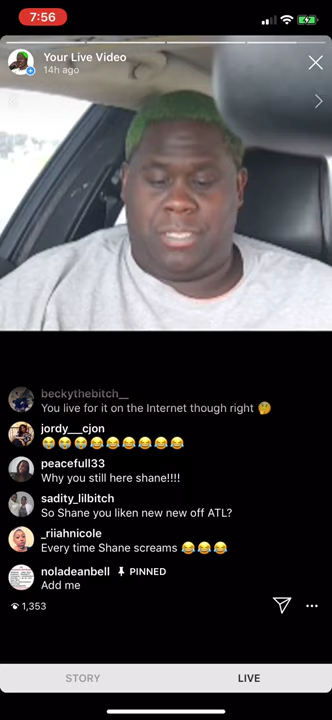 7:56
Your Live Video
14h ago
beckythebitch__
You live for it on the Internet though right 🤔
jordy___cjon
😭😭😭😂😂😂😂😂😂
peacefull33
Why you still here shane!!!!
sadity_lilbitch
So Shane you liken new new off ATL?
_riiahnicole
Every time Shane screams 😂😂😂
noladeanbell PINNED
Add me
1,353
STORY LIVE